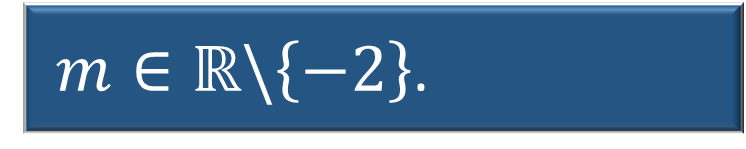 𝑚 ∈ ℝ\{−2}.